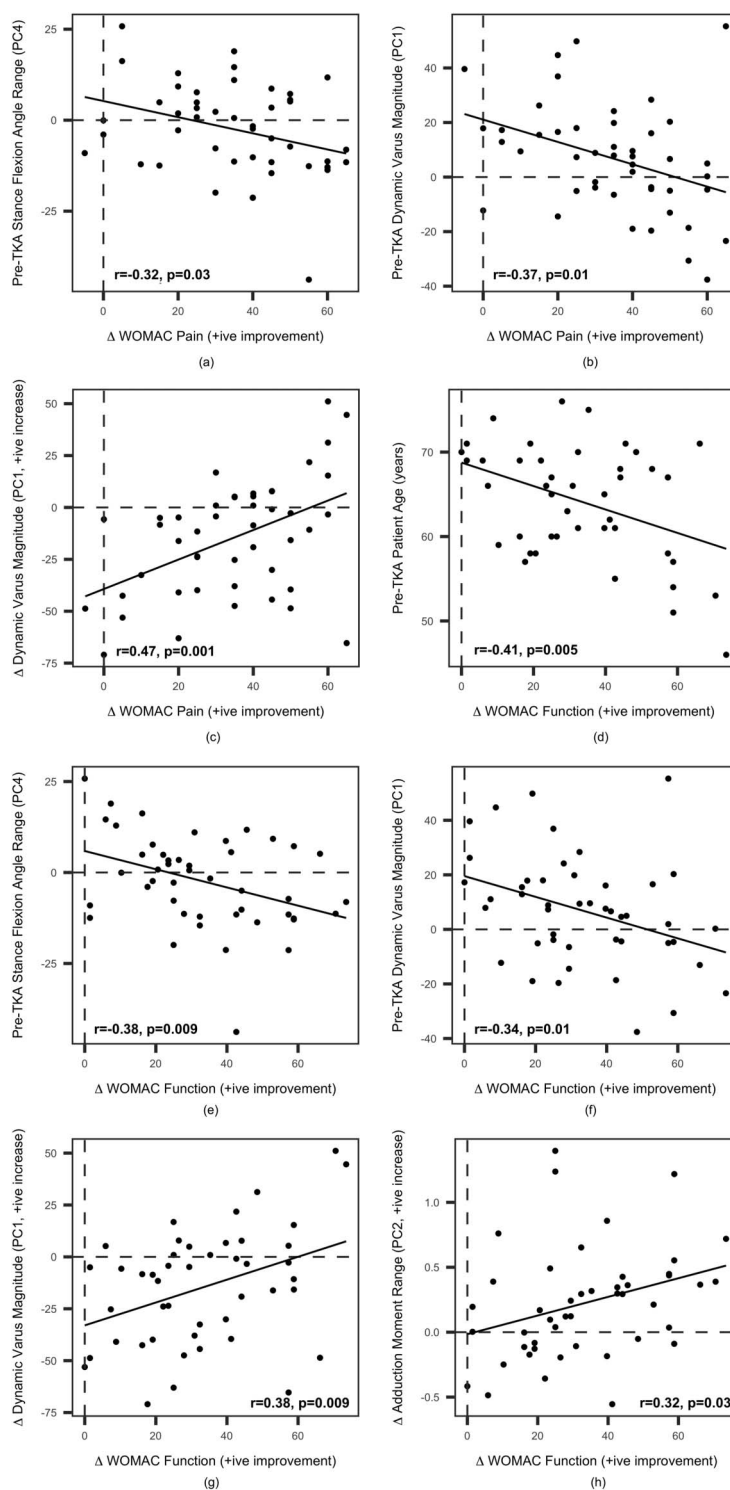 Pre-TKA Stance Flexion Angle Range (PC4)
25
0
-25
r=-0.32, p=0.03
0 20 40 60
Δ WOMAC Pain (+ive improvement)
(a)
Pre-TKA Dynamic Varus Magnitude (PC1)
40
20
0
-20
-40
r=-0.37, p=0.01
0 20 40 60
Δ WOMAC Pain (+ive improvement)
(b)
Δ Dynamic Varus Magnitude (PC1, +ive increase)
50
25
0
-25
-50
-75
r=0.47, p=0.001
0 20 40 60
Δ WOMAC Pain (+ive improvement)
(c)
Pre-TKA Patient Age (years)
70
60
50
r=-0.41, p=0.005
0 20 40 60
Δ WOMAC Function (+ive improvement)
(d)
Pre-TKA Stance Flexion Angle Range (PC4)
25
0
-25
r=-0.38, p=0.009
0 20 40 60
Δ WOMAC Function (+ive improvement)
(e)
Pre-TKA Dynamic Varus Magnitude (PC1)
40
20
0
-20
-40
r=-0.34, p=0.01
0 20 40 60
Δ WOMAC Function (+ive improvement)
(f)
Δ Dynamic Varus Magnitude (PC1, +ive increase)
50
25
0
-25
-50
-75
r=0.38, p=0.009
0 20 40 60
Δ WOMAC Function (+ive improvement)
(g)
Δ Adduction Moment Range (PC2, +ive increase)
1.0
0.5
0.0
-0.5
r=0.32, p=0.03
0 20 40 60
Δ WOMAC Function (+ive improvement)
(h)